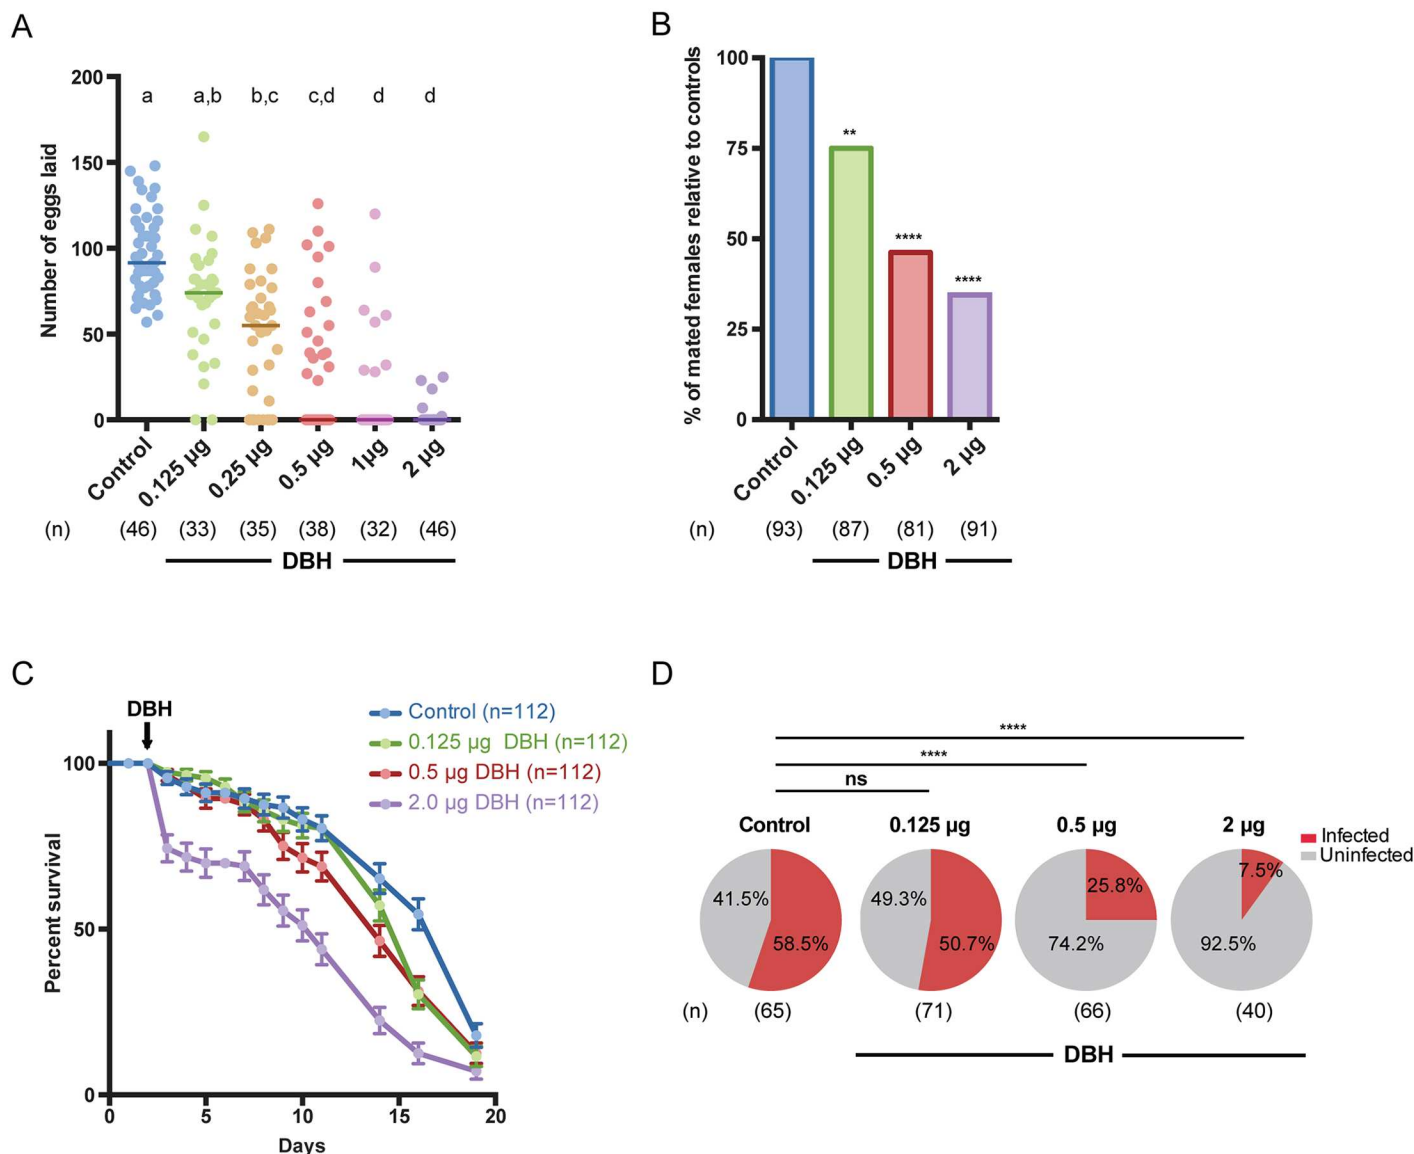 A
Number of eggs laid
200
150
100
50
0
a a,b b,c c,d d d
Control 0.125 µg 0.25 µg 0.5 µg 1µg 2 µg
(n) (46) (33) (35) (38) (32) (46)
DBH
B
% of mated females relative to controls
100
75
50
25
0
** **** ****
Control 0.125 µg 0.5 µg 2 µg
(n) (93) (87) (81) (91)
DBH
C
DBH
Control (n=112)
0.125 µg DBH (n=112)
0.5 µg DBH (n=112)
2.0 µg DBH (n=112)
Percent survival
100
50
0
0 5 10 15 20
Days
D
****
****
ns
Control 0.125 µg 0.5 µg 2 µg
Infected
Uninfected
41.5% 58.5%
49.3% 50.7%
25.8% 74.2%
7.5% 92.5%
(n) (65) (71) (66) (40)
DBH